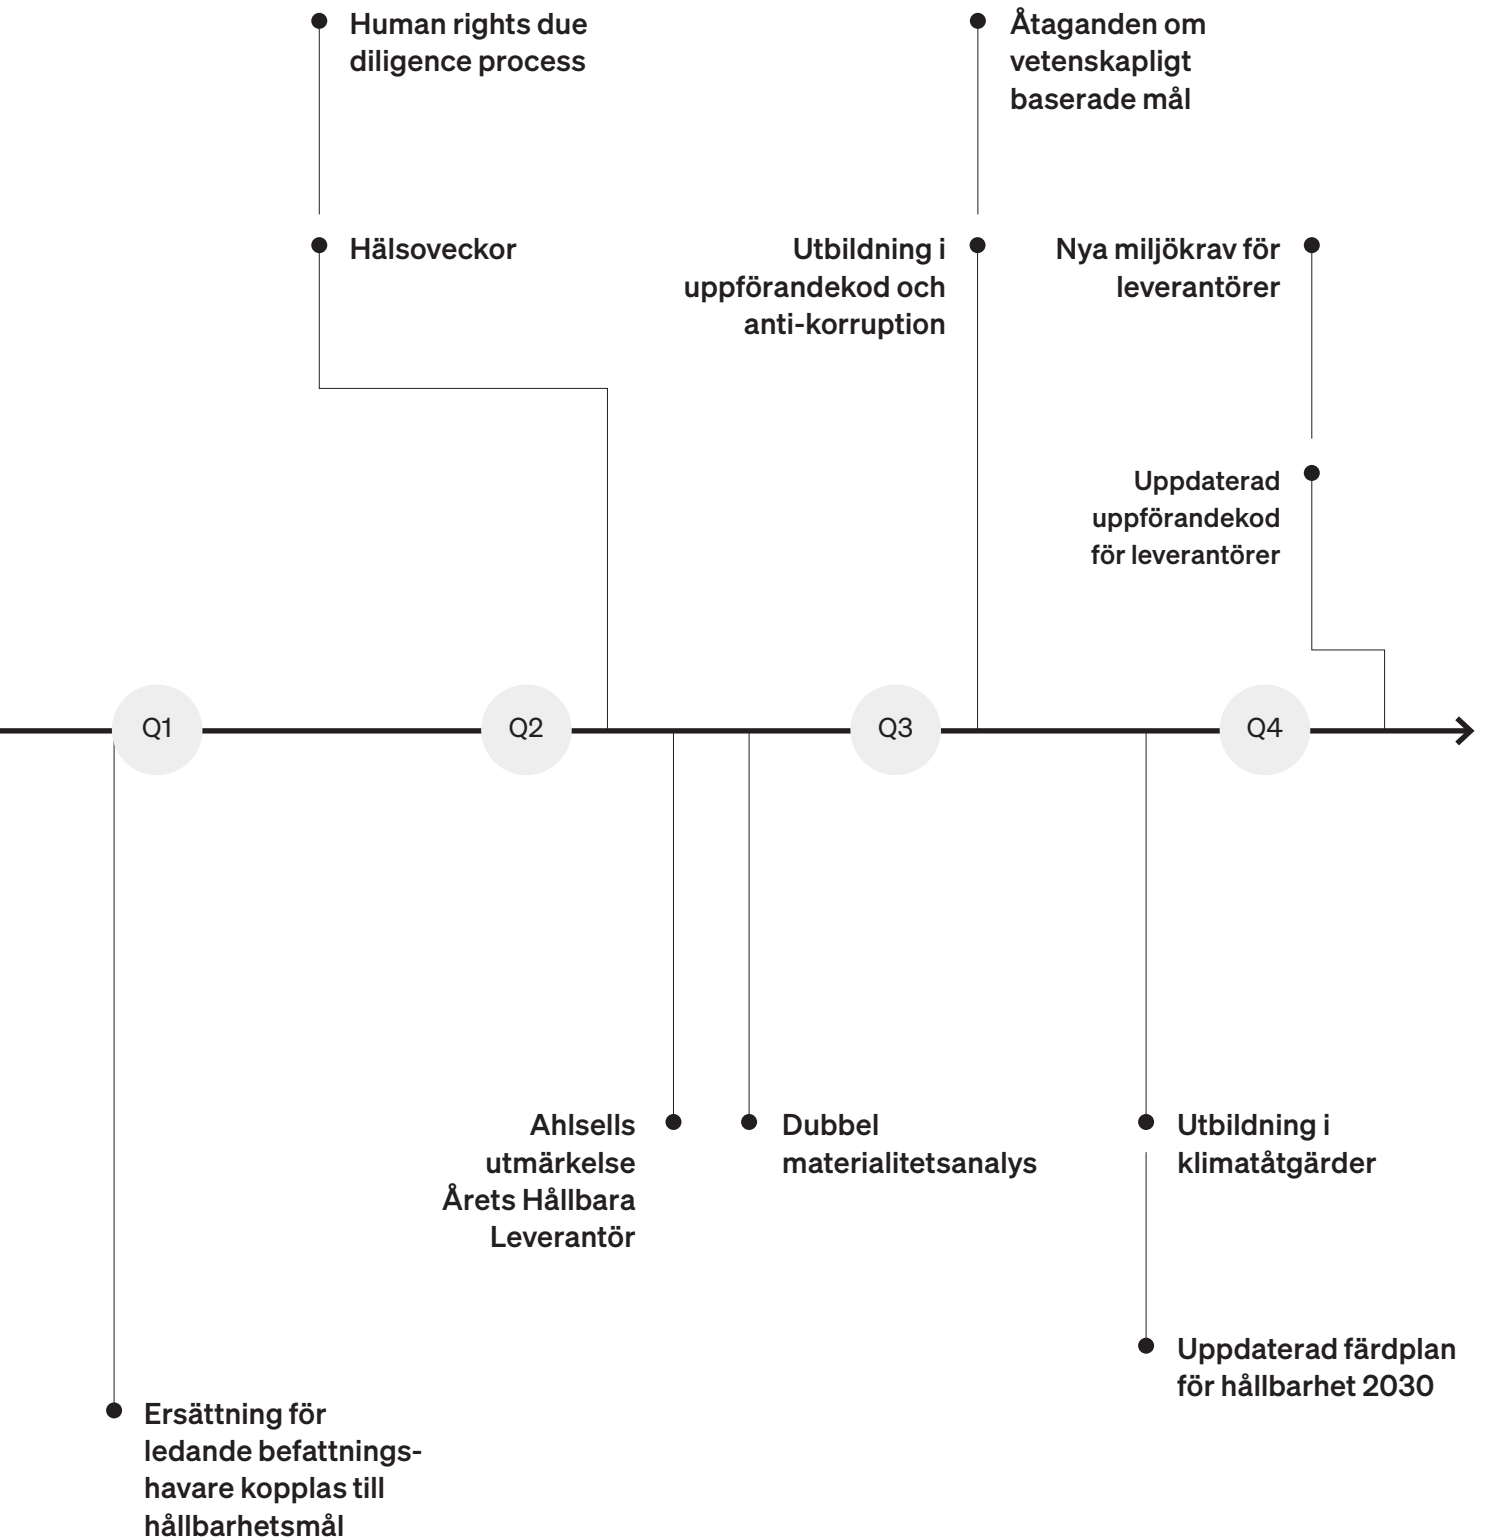 Human rights due
diligence process
Åtaganden om
vetenskapligt
baserade mål
Hälsoveckor
Utbildning i
uppförandekod och
anti-korruption
Nya miljökrav för
leverantörer
Uppdaterad
uppförandekod
för leverantörer
Q1
Q2
Q3
Q4
Ahlsells
utmärkelse
Årets Hållbara
Leverantör
Dubbel
materialitetsanalys
Utbildning i
klimatåtgärder
Uppdaterad färdplan
för hållbarhet 2030
Ersättning för
ledande befattnings-
havare kopplas till
hållbarhetsmål